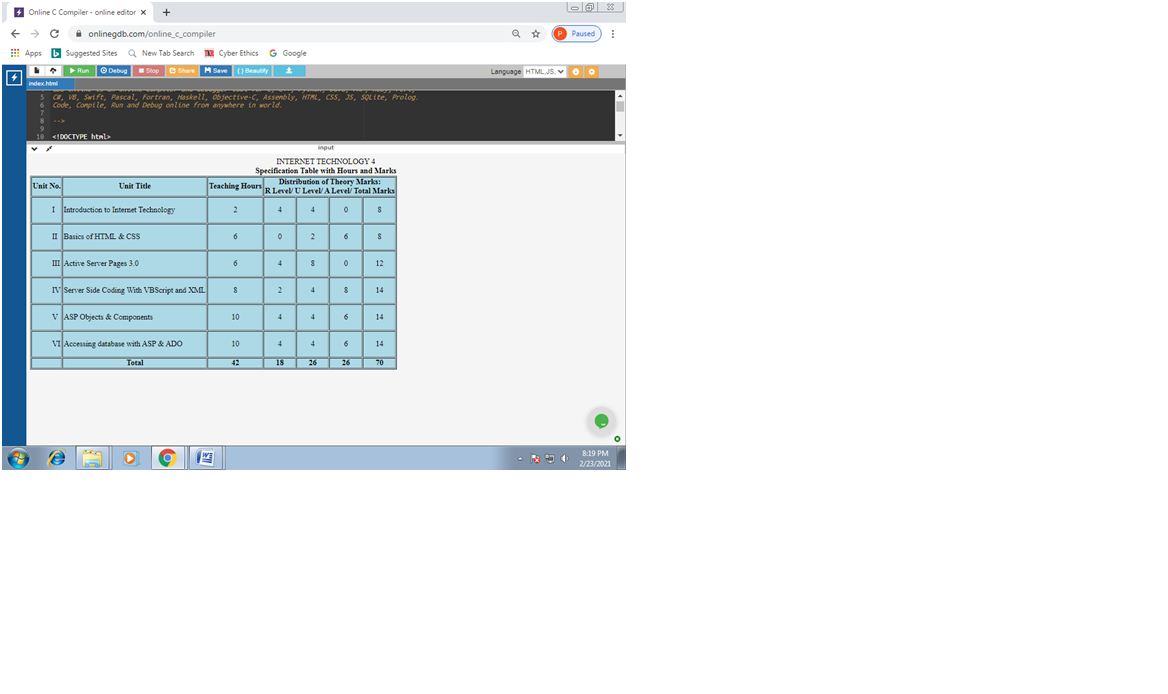 Online C Compiler - online editor
onlinegdb.com/online_c_compiler
P Paused
Apps Suggested Sites New Tab Search Cyber Ethics Google
Run Debug Stop Share Save { } Beautify Language HTML,JS,
index.html
5 C#, VB, Swift, Pascal, Fortran, Haskell, Objective-C, Assembly, HTML, CSS, JS, SQLite, Prolog.
6 Code, Compile, Run and Debug online from anywhere in world.
7
8 -->
9
10 <!DOCTYPE html>
input
INTERNET TECHNOLOGY 4
Specification Table with Hours and Marks
Unit No. Unit Title Teaching Hours Distribution of Theory Marks:
R Level/ U Level/ A Level/ Total Marks
I Introduction to Internet Technology 2 4 4 0 8
II Basics of HTML & CSS 6 0 2 6 8
III Active Server Pages 3.0 6 4 8 0 12
IV Server Side Coding With VBScript and XML 8 2 4 8 14
V ASP Objects & Components 10 4 4 6 14
VI Accessing database with ASP & ADO 10 4 4 6 14
Total 42 18 26 26 70
8:19 PM
2/23/2021